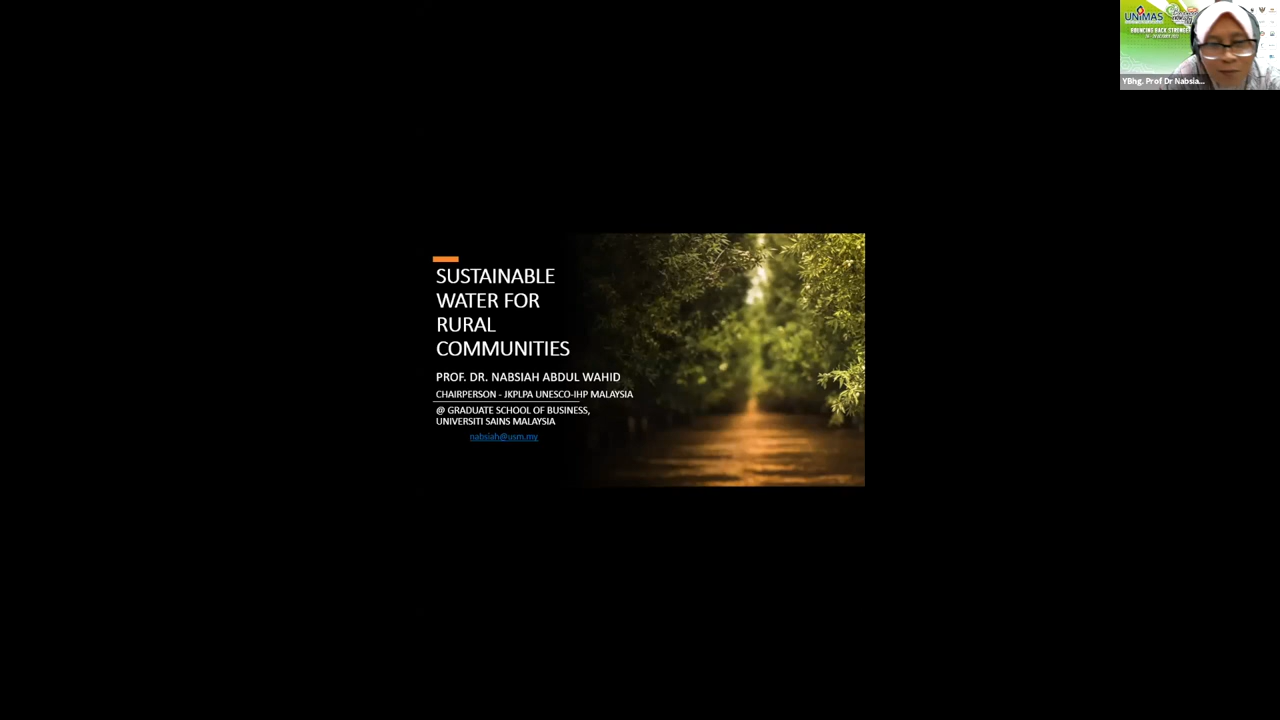 SUSTAINABLE
WATER FOR
RURAL
COMMUNITIES
PROF. DR. NABSIAH ABDUL WAHID
CHAIRPERSON - JKPLPA UNESCO-IHP MALAYSIA
@ GRADUATE SCHOOL OF BUSINESS,
UNIVERSITI SAINS MALAYSIA
nabsiah@usm.my
UNIMAS
BOUNCING BACK STRONGE
YBhg. Prof Dr Nabsia...